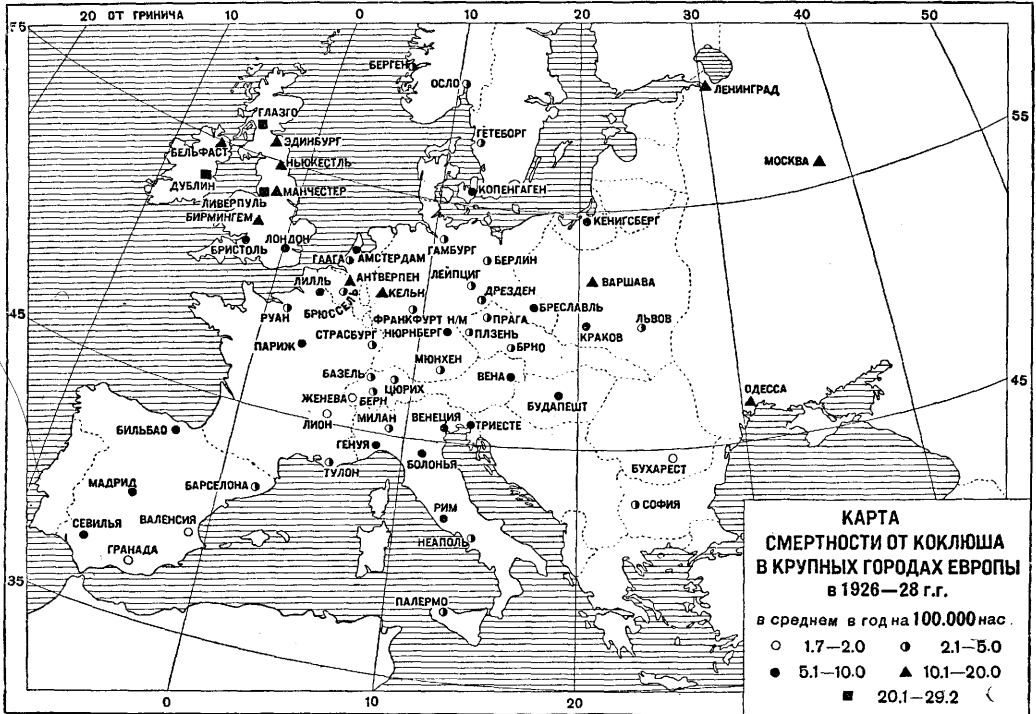 75
20 ОТ ГРИНИЧА
10
0
10
20
30
40
50
БЕРГЕН
ОСЛО
ЛЕНИНГРАД
ГЛАЗГО
ГЕТЕБОРГ
55
ЭДИНБУРГ
БЕЛЬФАСТ
НЬЮКЕСТЛЬ
МОСКВА
ДУБЛИН
МАНЧЕСТЕР
КОПЕНГАГЕН
ЛИВЕРПУЛЬ
БИРМИНГЕМ
КЕНИГСБЕРГ
ЛОНДОН
БРИСТОЛЬ
ГААГА
АМСТЕРДАМ
ГАМБУРГ
БЕРЛИН
ЛЕЙПЦИГ
ЛИЛЛЬ
АНТВЕРПЕН
ВАРШАВА
БРЮССЕЛЬ
КЕЛЬН
ДРЕЗДЕН
БРЕСЛАВЛЬ
45
РУАН
ФРАНКФУРТ Н/М
ПРАГА
ЛЬВОВ
СТРАСБУРГ
НЮРНБЕРГ
ПЛЗЕНЬ
КРАКОВ
ПАРИЖ
БРНО
МЮНХЕН
БАЗЕЛЬ
ВЕНА
45
ЦЮРИХ
ОДЕССА
ЖЕНЕВА
БЕРН
БУДАПЕШТ
ЛИОН
МИЛАН
ВЕНЕЦИЯ
ТРИЕСТЕ
БИЛЬБАО
ГЕНУЯ
БОЛОНЬЯ
БУХАРЕСТ
ТУЛОН
МАДРИД
БАРСЕЛОНА
СОФИЯ
РИМ
СЕВИЛЬЯ
ВАЛЕНСИЯ
НЕАПОЛЬ
ГРАНАДА
35
ПАЛЕРМО
0
10
20
КАРТА
СМЕРТНОСТИ ОТ КОКЛЮША
В КРУПНЫХ ГОРОДАХ ЕВРОПЫ
в 1926—28 г.г.
в среднем в год на 100.000 нас.
1.7—2.0
2.1—5.0
5.1—10.0
10.1—20.0
20.1—29.2